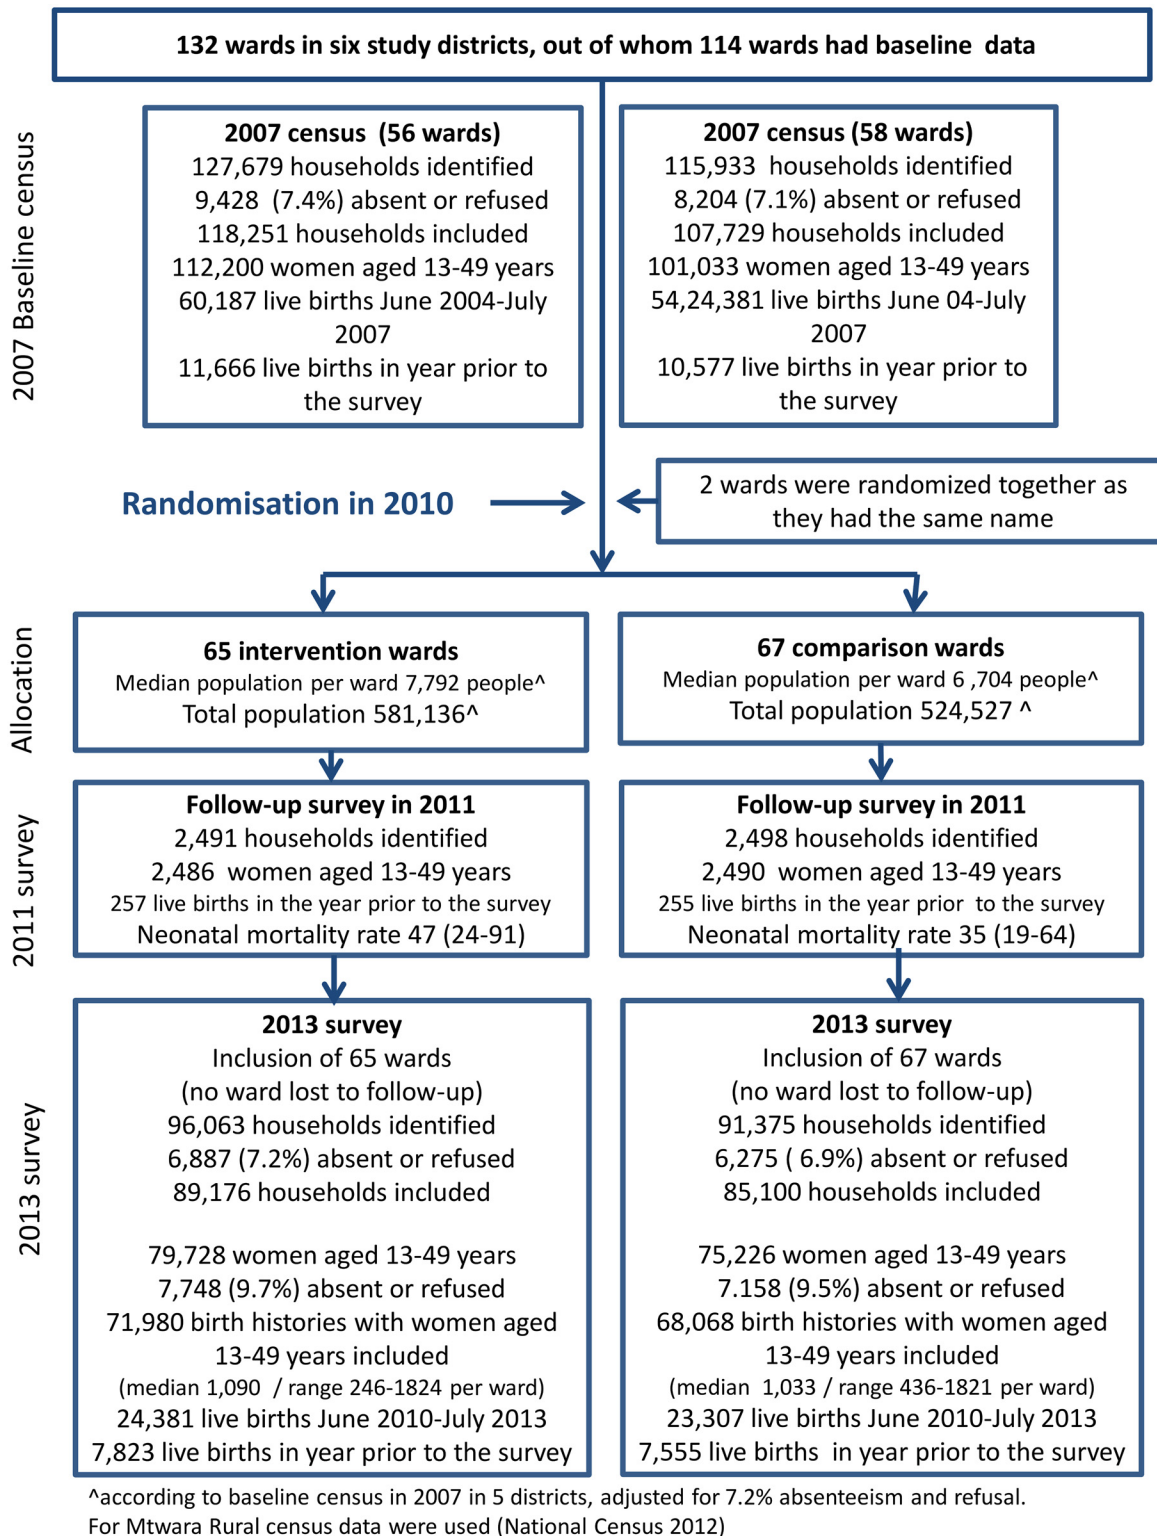 132 wards in six study districts, out of whom 114 wards had baseline data
2007 Baseline census
2007 census (56 wards)
127,679 households identified
9,428 (7.4%) absent or refused
118,251 households included
112,200 women aged 13-49 years
60,187 live births June 2004-July
2007
11,666 live births in year prior to
the survey
2007 census (58 wards)
115,933 households identified
8,204 (7.1%) absent or refused
107,729 households included
101,033 women aged 13-49 years
54,24,381 live births June 04-July
2007
10,577 live births in year prior to
the survey
Randomisation in 2010
2 wards were randomized together as
they had the same name
Allocation
65 intervention wards
Median population per ward 7,792 people^
Total population 581,136^
67 comparison wards
Median population per ward 6 ,704 people^
Total population 524,527 ^
2011 survey
Follow-up survey in 2011
2,491 households identified
2,486 women aged 13-49 years
257 live births in the year prior to the survey
Neonatal mortality rate 47 (24-91)
Follow-up survey in 2011
2,498 households identified
2,490 women aged 13-49 years
255 live births in the year prior to the survey
Neonatal mortality rate 35 (19-64)
2013 survey
2013 survey
Inclusion of 65 wards
(no ward lost to follow-up)
96,063 households identified
6,887 (7.2%) absent or refused
89,176 households included
79,728 women aged 13-49 years
7,748 (9.7%) absent or refused
71,980 birth histories with women aged
13-49 years included
(median 1,090 / range 246-1824 per ward)
24,381 live births June 2010-July 2013
7,823 live births in year prior to the survey
2013 survey
Inclusion of 67 wards
(no ward lost to follow-up)
91,375 households identified
6,275 ( 6.9%) absent or refused
85,100 households included
75,226 women aged 13-49 years
7.158 (9.5%) absent or refused
68,068 birth histories with women aged
13-49 years included
(median 1,033 / range 436-1821 per ward)
23,307 live births June 2010-July 2013
7,555 live births in year prior to the survey
^according to baseline census in 2007 in 5 districts, adjusted for 7.2% absenteeism and refusal.
For Mtwara Rural census data were used (National Census 2012)